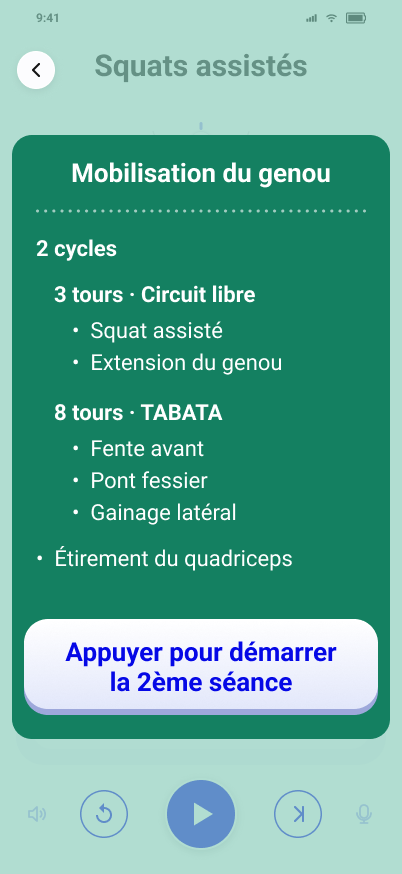 9:41
Squats assistés
Mobilisation du genou
2 cycles
3 tours · Circuit libre
• Squat assisté
• Extension du genou
8 tours · TABATA
• Fente avant
• Pont fessier
• Gainage latéral
• Étirement du quadriceps
Appuyer pour démarrer
la 2ème séance